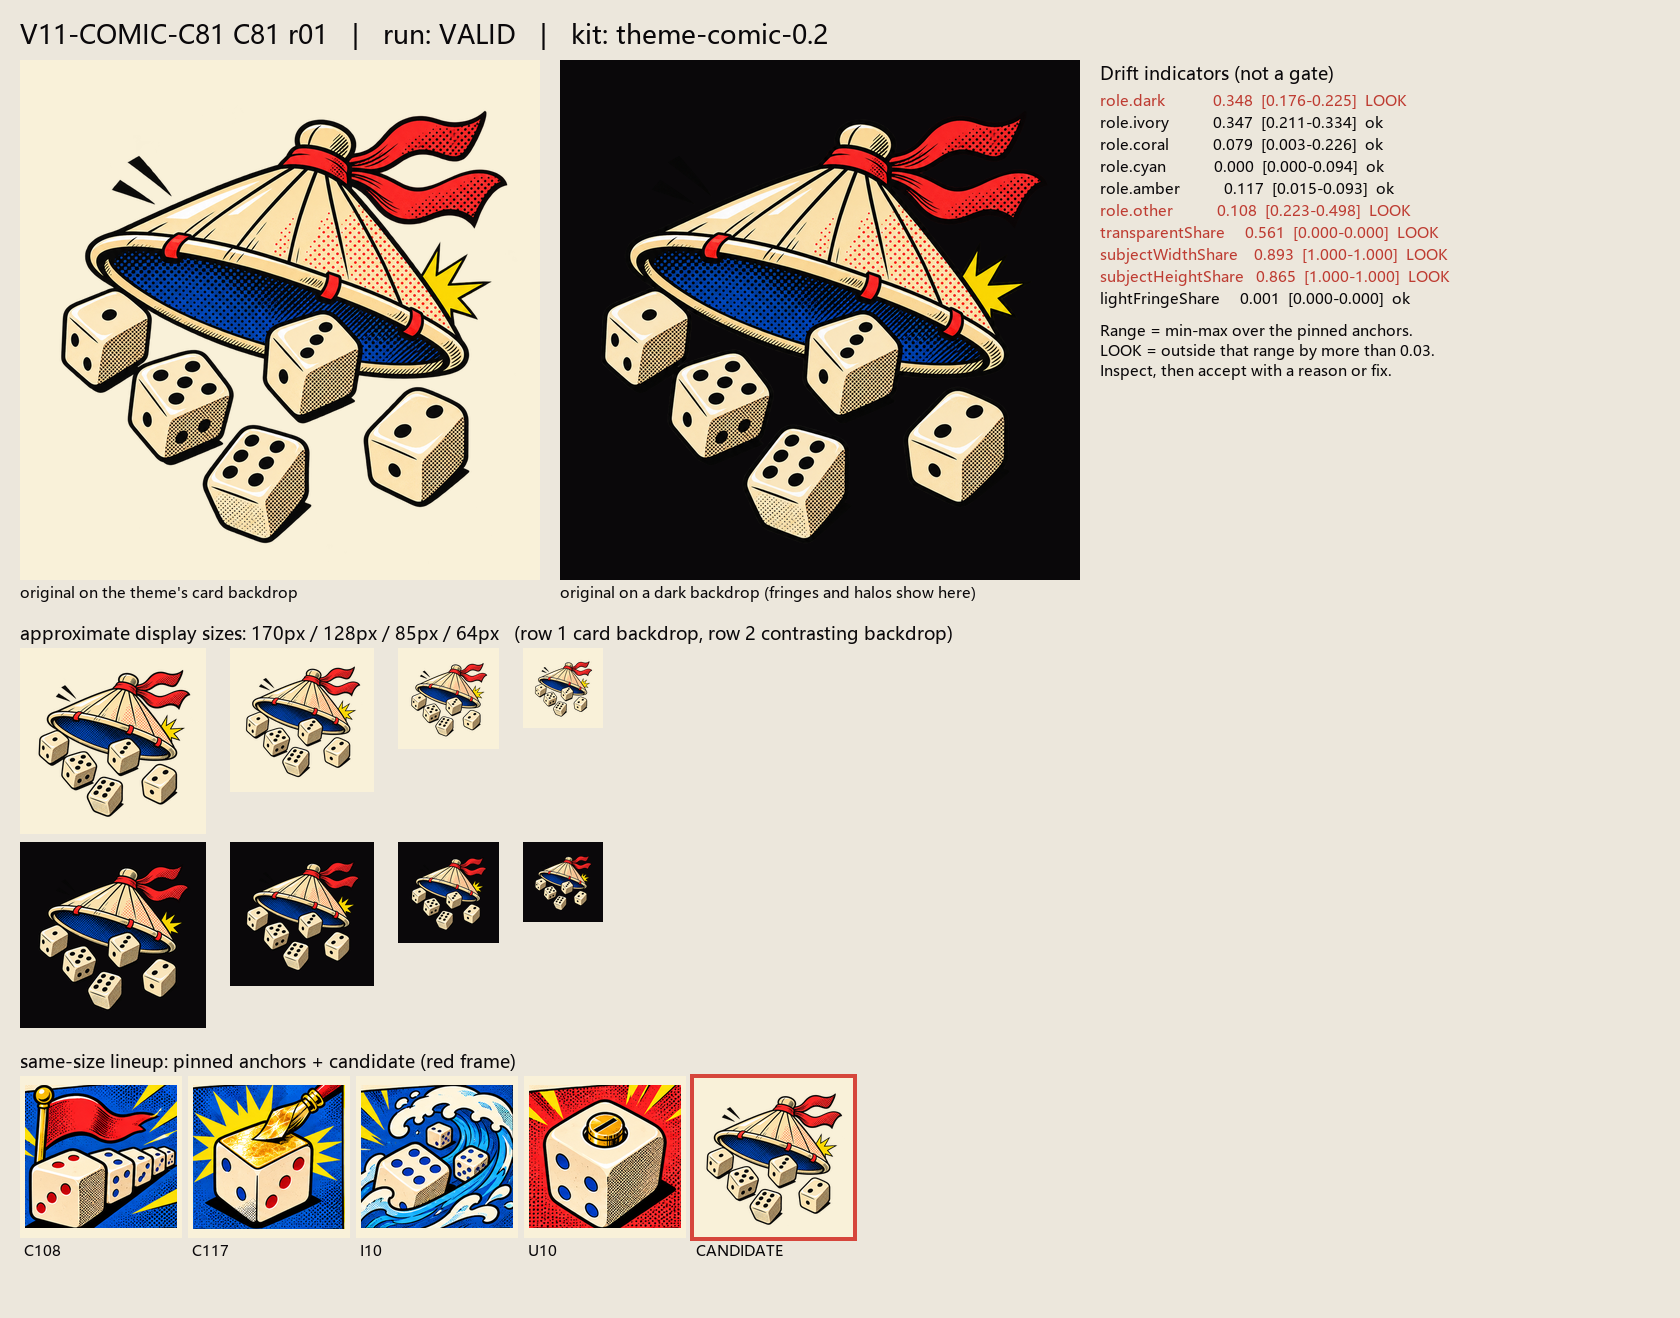 V11-COMIC-C81 C81 r01 | run: VALID | kit: theme-comic-0.2
Drift indicators (not a gate)
role.dark 0.348 [0.176-0.225] LOOK
role.ivory 0.347 [0.211-0.334] ok
role.coral 0.079 [0.003-0.226] ok
role.cyan 0.000 [0.000-0.094] ok
role.amber 0.117 [0.015-0.093] ok
role.other 0.108 [0.223-0.498] LOOK
transparentShare 0.561 [0.000-0.000] LOOK
subjectWidthShare 0.893 [1.000-1.000] LOOK
subjectHeightShare 0.865 [1.000-1.000] LOOK
lightFringeShare 0.001 [0.000-0.000] ok
Range = min-max over the pinned anchors.
LOOK = outside that range by more than 0.03.
Inspect, then accept with a reason or fix.
original on the theme's card backdrop
original on a dark backdrop (fringes and halos show here)
approximate display sizes: 170px / 128px / 85px / 64px (row 1 card backdrop, row 2 contrasting backdrop)
same-size lineup: pinned anchors + candidate (red frame)
C108
C117
I10
U10
CANDIDATE